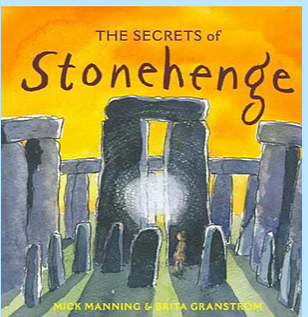 THE SECRETS of
Stonehenge
MICK MANNING & BRITA GRANSTRÖM